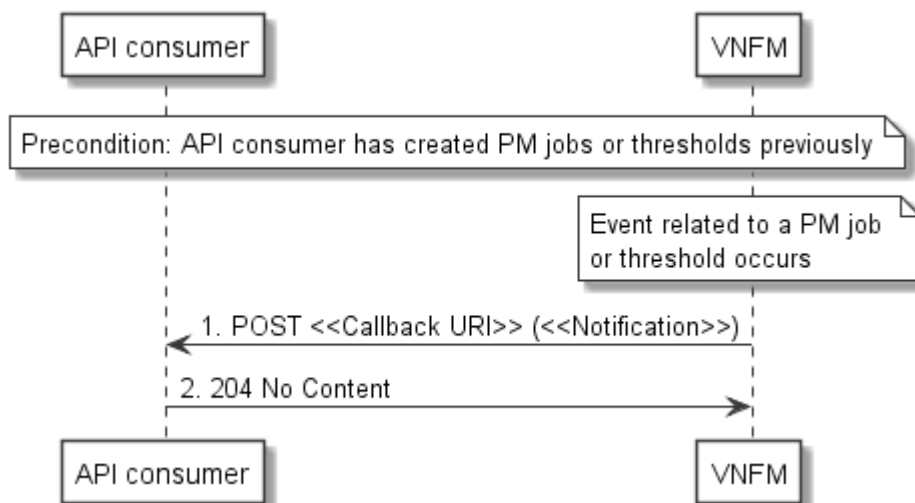 API consumer
VNFM
Precondition: API consumer has created PM jobs or thresholds previously
Event related to a PM job
or threshold occurs
1. POST <<Callback URI>> (<<Notification>>)
2. 204 No Content
API consumer
VNFM